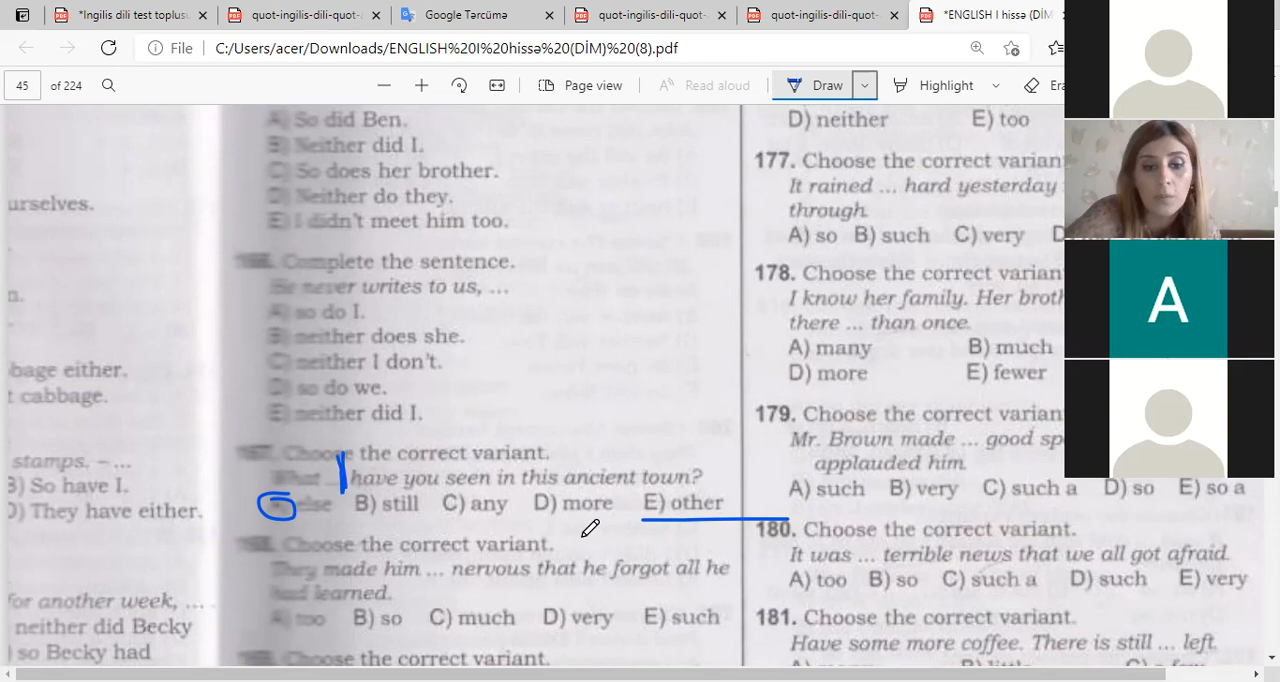 *Ingilis dili test toplusu
quot-ingilis-dili-quot-
Google Tərcümə
quot-ingilis-dili-quot-
quot-ingilis-dili-quot-
*ENGLISH I hissə (DİM)
File
C:/Users/acer/Downloads/ENGLISH%20I%20hissə%20(DİM)%20(8).pdf
45 of 224
Page view
Read aloud
Draw
Highlight
Era
urselves.
n.
bage either.
t cabbage.
stamps. – ...
B) So have I.
D) They have either.
for another week, ... .
neither did Becky
) so Becky had
A) So did Ben.
B) Neither did I.
C) So does her brother.
D) Neither do they.
E) I didn't meet him too.
Complete the sentence.
He never writes to us, ...
A) so do I.
B) neither does she.
C) neither I don't.
D) so do we.
E) neither did I.
167. Choose the correct variant.
What ... have you seen in this ancient town?
A) else B) still C) any D) more E) other
168. Choose the correct variant.
They made him ... nervous that he forgot all he
had learned.
A) too B) so C) much D) very E) such
Choose the correct variant.
D) neither E) too
177. Choose the correct variant
It rained ... hard yesterday
through.
A) so B) such C) very D
178. Choose the correct variant
I know her family. Her broth
there ... than once.
A) many B) much
D) more E) fewer
179. Choose the correct variant
Mr. Brown made ... good sp
applauded him.
A) such B) very C) such a D) so E) so a
180. Choose the correct variant.
It was ... terrible news that we all got afraid.
A) too B) so C) such a D) such E) very
181. Choose the correct variant.
Have some more coffee. There is still ... left.
A